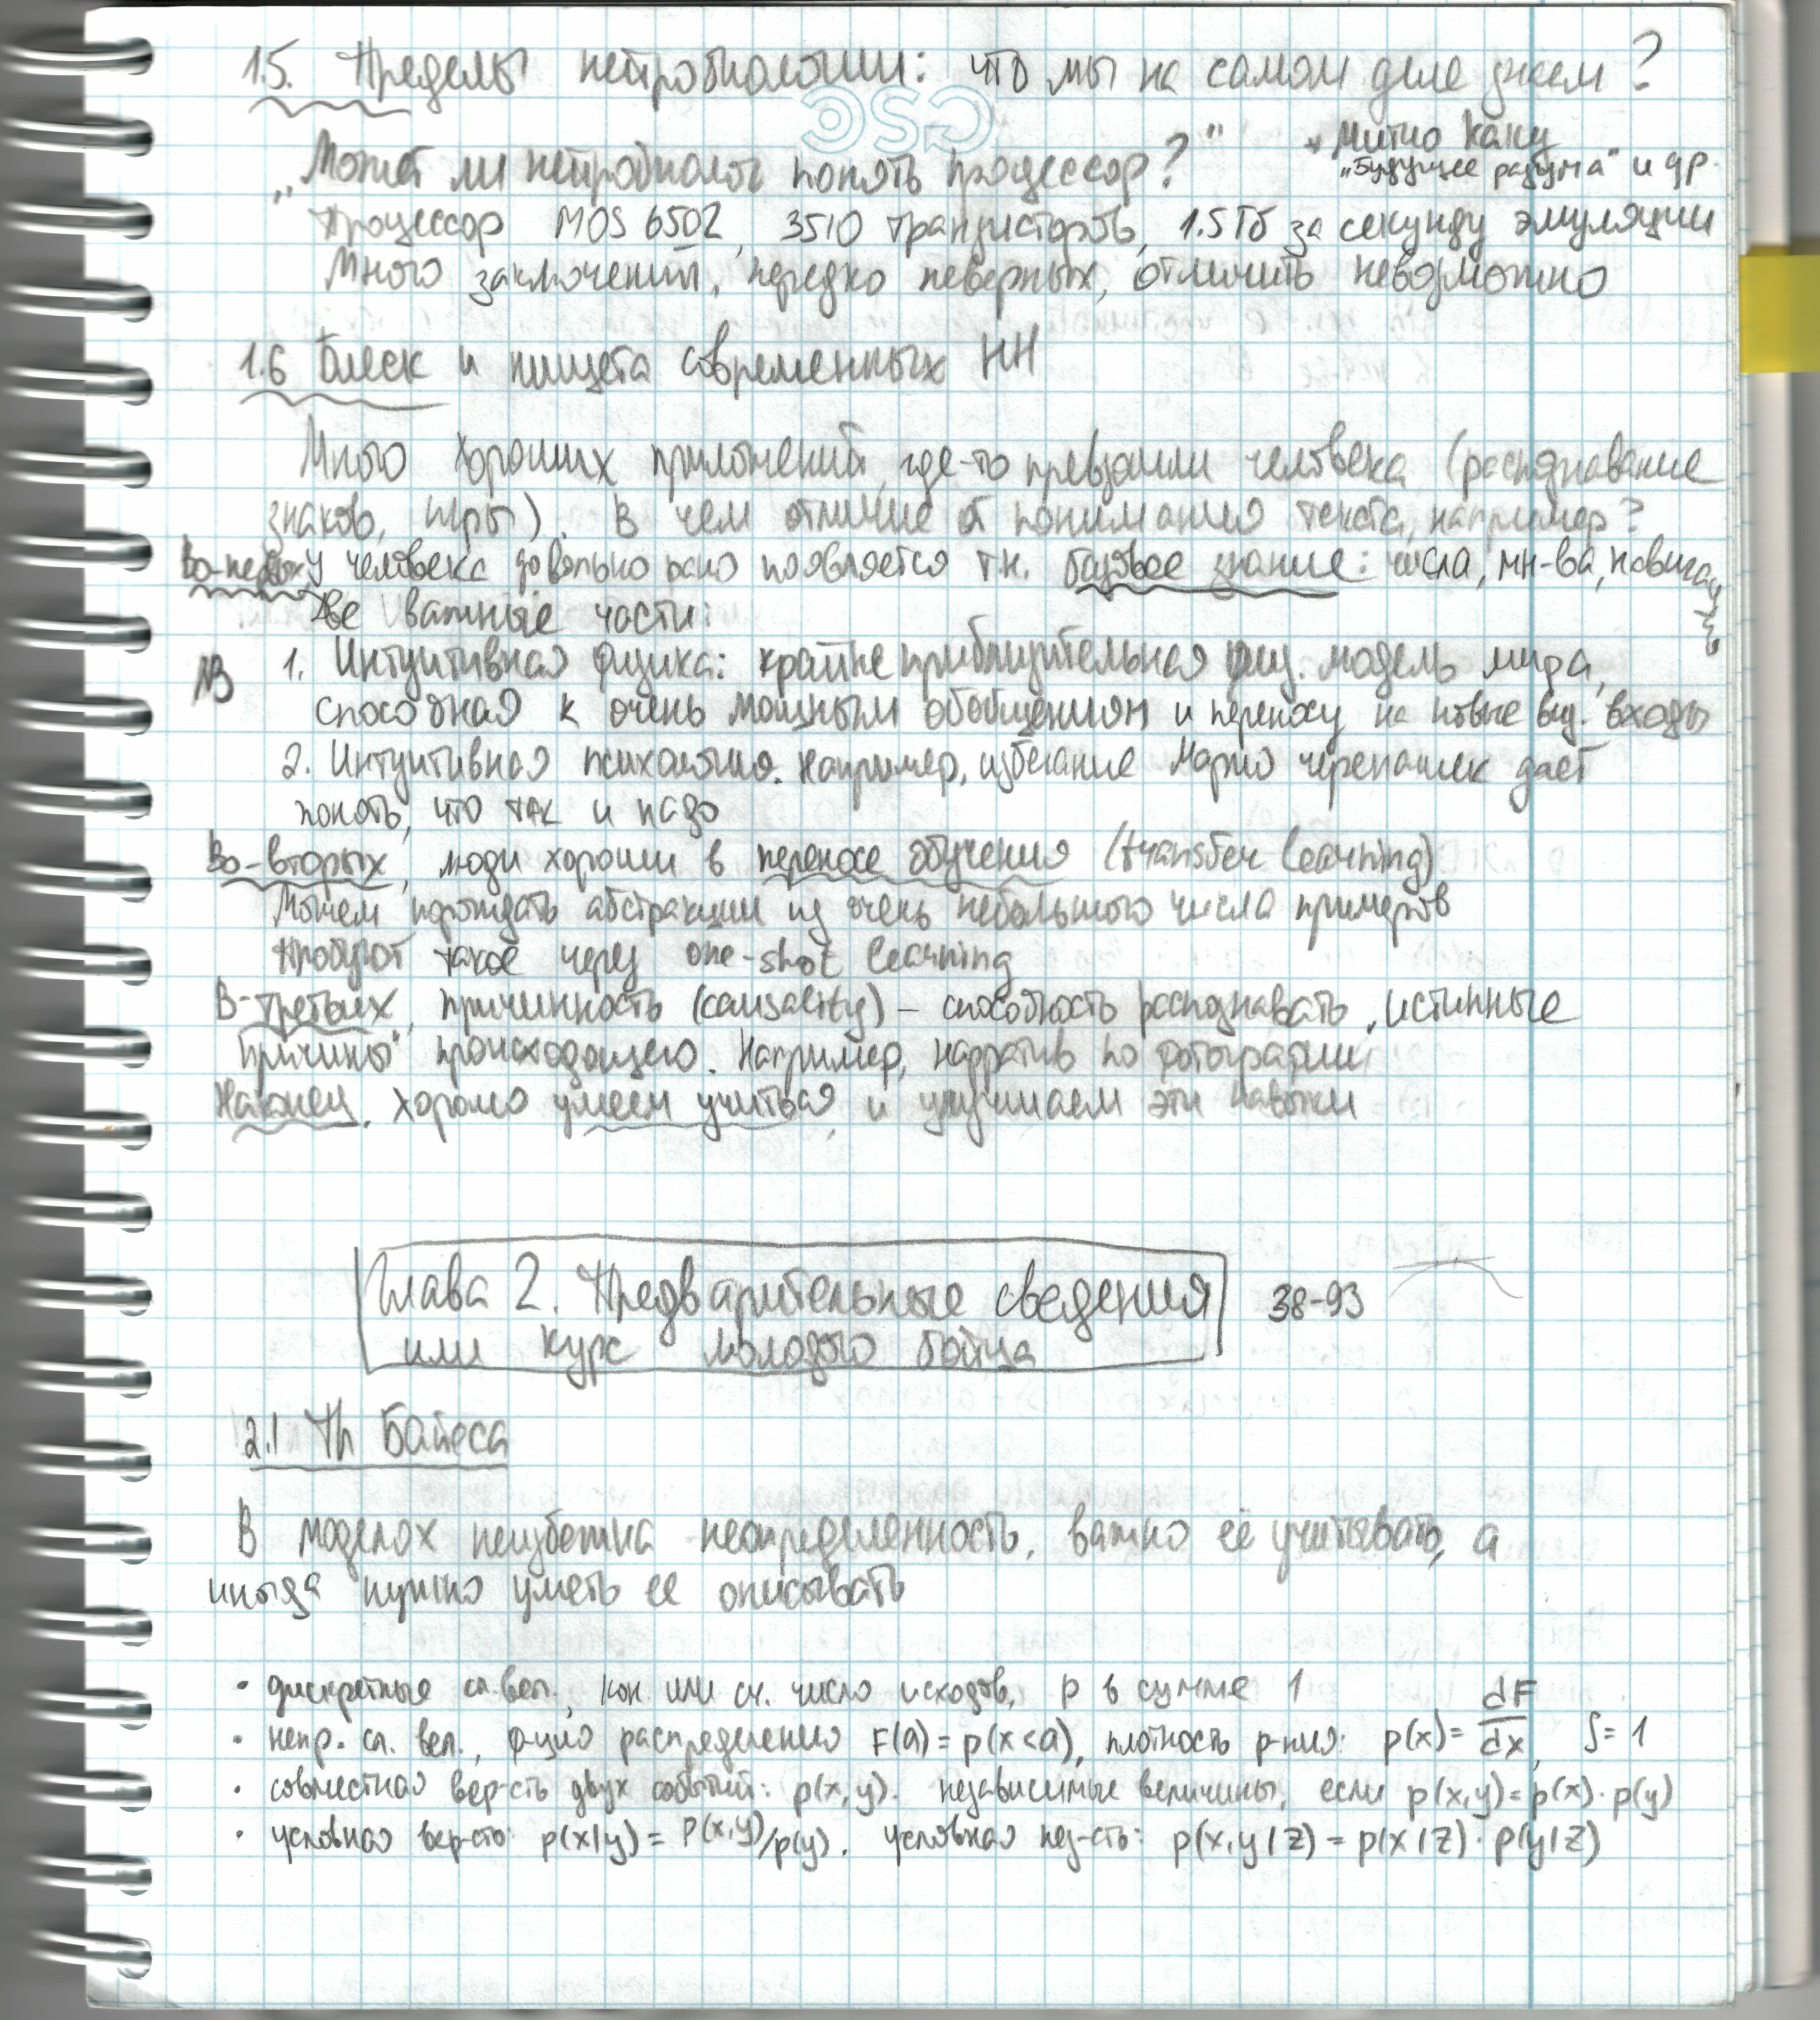 1.5. Пределы нейробиологии: что мы на самом деле знаем?
„Может ли нейробиолог понять процессор?" * Митио Каку
„Будущее разума" и др.
Процессор MOS 6502, 3510 транзисторов, 1.5 Гб за секунду эмуляции
Много заключений, нередко неверных, отличить невозможно
1.6 Блеск и нищета современных НН
Много хороших приложений, где-то превзошли человека (распознавание
знаков, игры). В чем отличие от понимания текста, например?
Во-первых, у человека довольно рано появляется т.н. базовое знание: числа, мн-ва, навигация
Две важные части:
NB 1. Интуитивная физика: крайне приблизительная физ. модель мира,
способная к очень мощным обобщениям и переносу на новые вход. входы
2. Интуитивная психология. Например, избегание Марио черепашек дает
понять, что так и надо
Во-вторых, люди хороши в переносе обучения (transfer learning)
Можем порождать абстракции из очень небольшого числа примеров
Пробуют такое через one-shot learning
В-третьих, причинность (causality) – способность распознавать „истинные
причины" происходящего. Например, нарратив по фотографии
Наконец, хорошо умеем учиться, и улучшаем эти навыки
Глава 2. Предварительные сведения 38-93
или курс молодого бойца
2.1 Th Байеса
В моделях неизбежна неопределенность, важно её учитывать, а
иногда нужно уметь ее описывать
• дискретные сл. вел., кон. или сч. число исходов, p в сумме 1
• непр. сл. вел., ф-ция распределения F(a) = p(x<a), плотность р-ния: p(x) = dF/dx, ∫=1
• совместная вер-сть двух событий: p(x,y). независимые величины, если p(x,y) = p(x)·p(y)
• условная вер-сть: p(x|y) = p(x,y)/p(y). условная нез-сть: p(x,y|z) = p(x|z)·p(y|z)